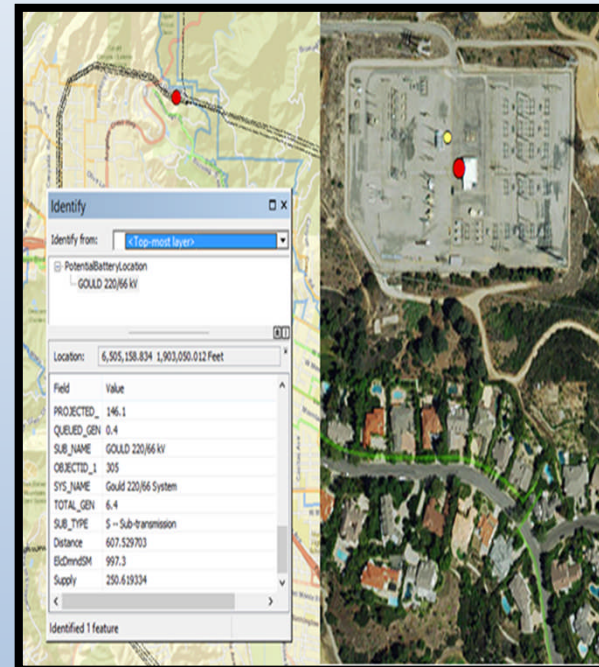 Identify
Identify from: <Top-most layer>
PotentialBatteryLocation
GOULD 220/66 kV
Location: 6,505,158.834 1,903,050.012 Feet
Field Value
PROJECTED_ 146.1
QUEUED_GEN 0.4
SUB_NAME GOULD 220/66 kV
OBJECTID_1 305
SYS_NAME Gould 220/66 System
TOTAL_GEN 6.4
SUB_TYPE S -- Sub-transmission
Distance 607.529703
ElcDmndSM 997.3
Supply 250.619334
Identified 1 feature